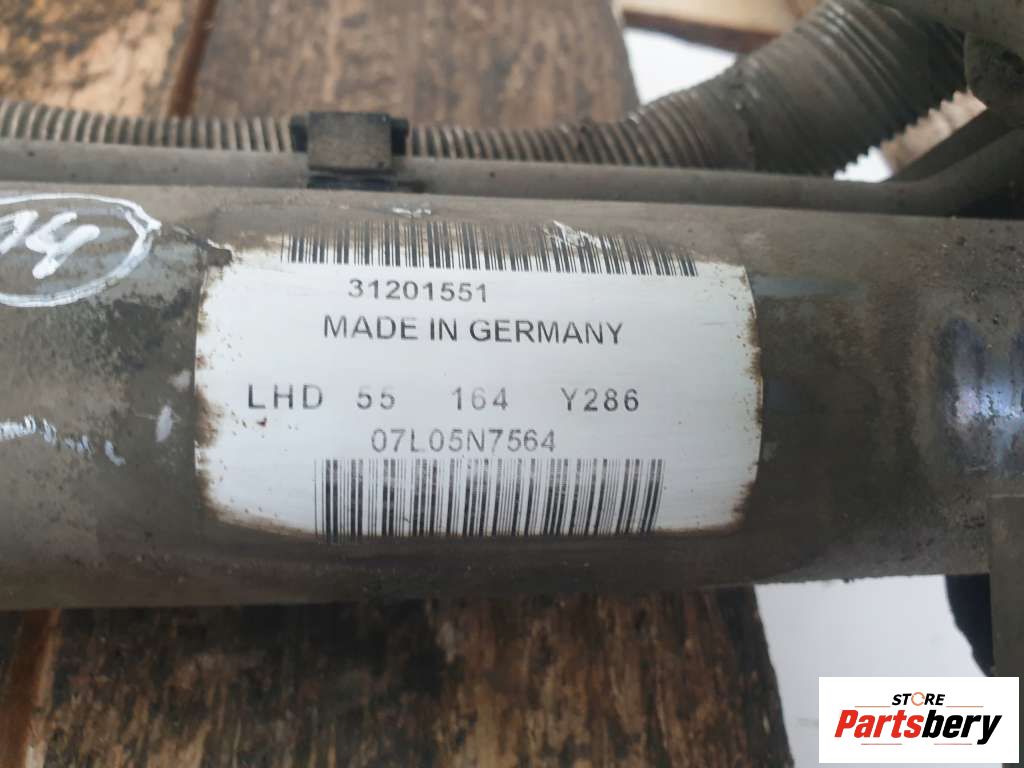 31201551
MADE IN GERMANY
LHD 55 164 Y286
07L05N7564
STORE
Partsbery